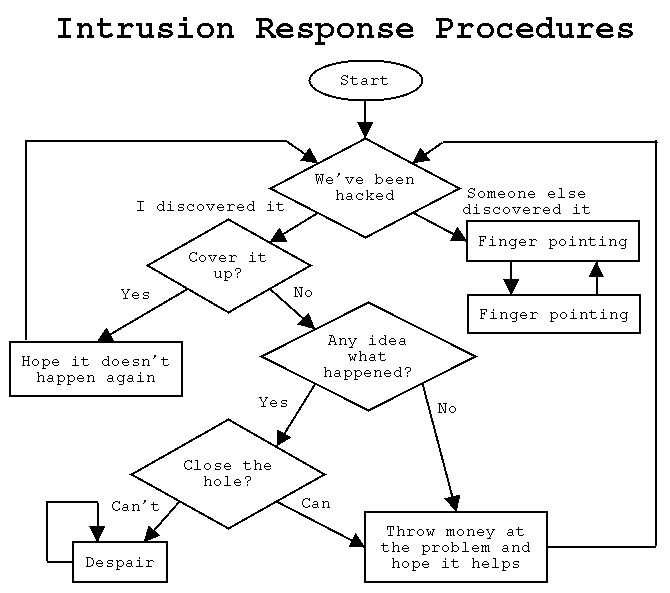 Intrusion Response Procedures
Start
We've been
hacked
I discovered it
Someone else
discovered it
Cover it
up?
Finger pointing
Finger pointing
Yes
No
Hope it doesn't
happen again
Any idea
what
happened?
Yes
No
Close the
hole?
Can't
Can
Despair
Throw money at
the problem and
hope it helps